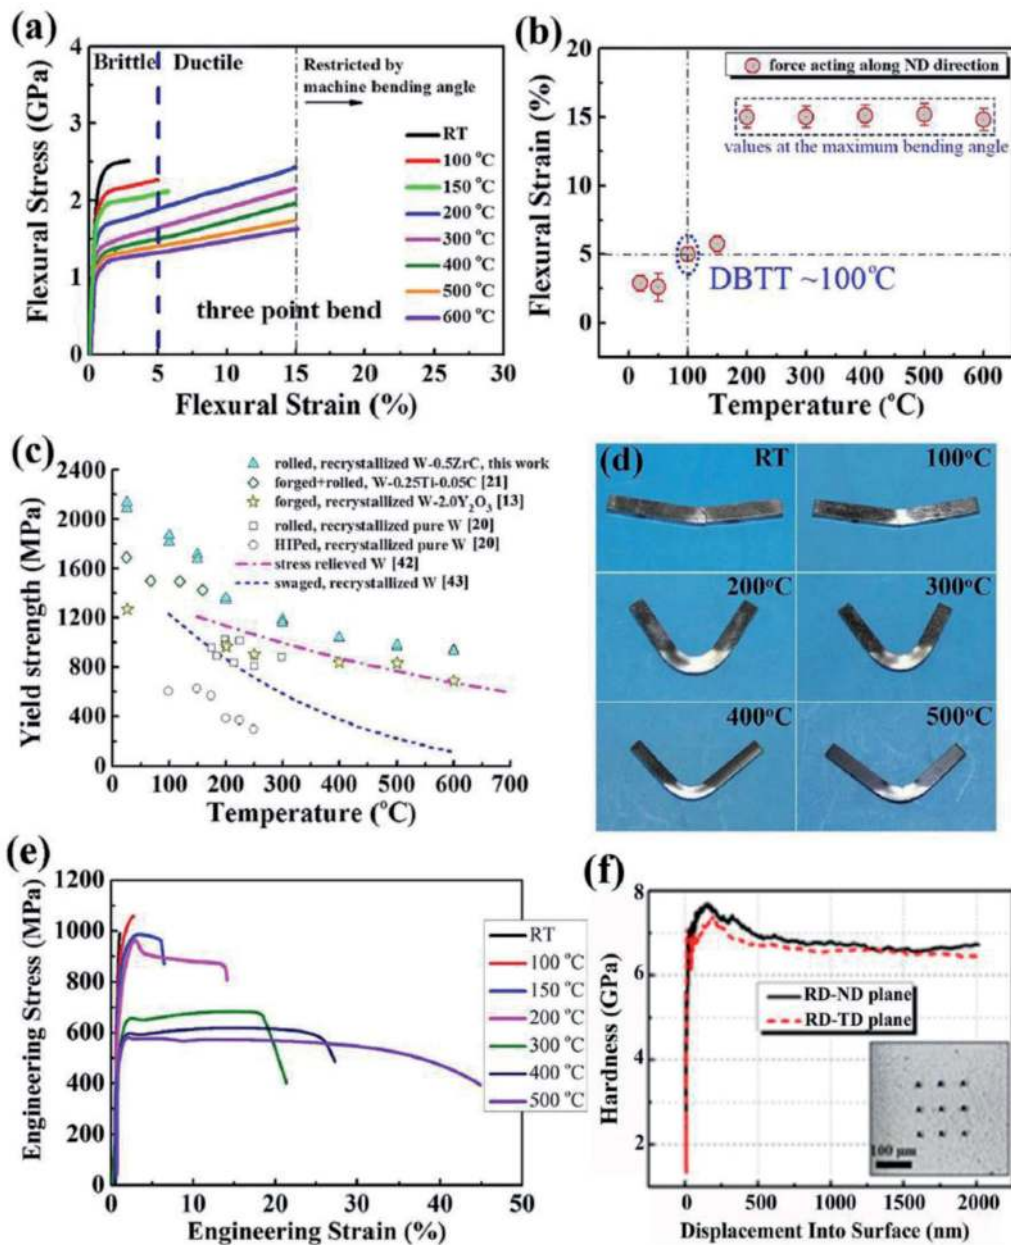 (a)
4
3
2
1
0
Flexural Stress (GPa)
Brittle
Ductile
Restricted by
machine bending angle
RT
100 °C
150 °C
200 °C
300 °C
400 °C
500 °C
600 °C
three point bend
0 5 10 15 20 25 30
Flexural Strain (%)
(b)
20
15
10
5
0
Flexural Strain (%)
force acting along ND direction
values at the maximum bending angle
DBTT ~100°C
0 100 200 300 400 500 600
Temperature (°C)
(c)
2400
2000
1600
1200
800
400
0
Yield strength (MPa)
rolled, recrystallized W-0.5ZrC, this work
forged+rolled, W-0.25Ti-0.05C [21]
forged, recrystallized W-2.0Y₂O₃ [13]
rolled, recrystallized pure W [20]
HIPed, recrystallized pure W [20]
stress relieved W [42]
swaged, recrystallized W [43]
0 100 200 300 400 500 600 700
Temperature (°C)
(d)
RT
100°C
200°C
300°C
400°C
500°C
(e)
1200
1000
800
600
400
200
0
Engineering Stress (MPa)
RT
100 °C
150 °C
200 °C
300 °C
400 °C
500 °C
0 10 20 30 40 50
Engineering Strain (%)
(f)
8
6
4
2
Hardness (GPa)
RD-ND plane
RD-TD plane
100 μm
0 500 1000 1500 2000
Displacement Into Surface (nm)